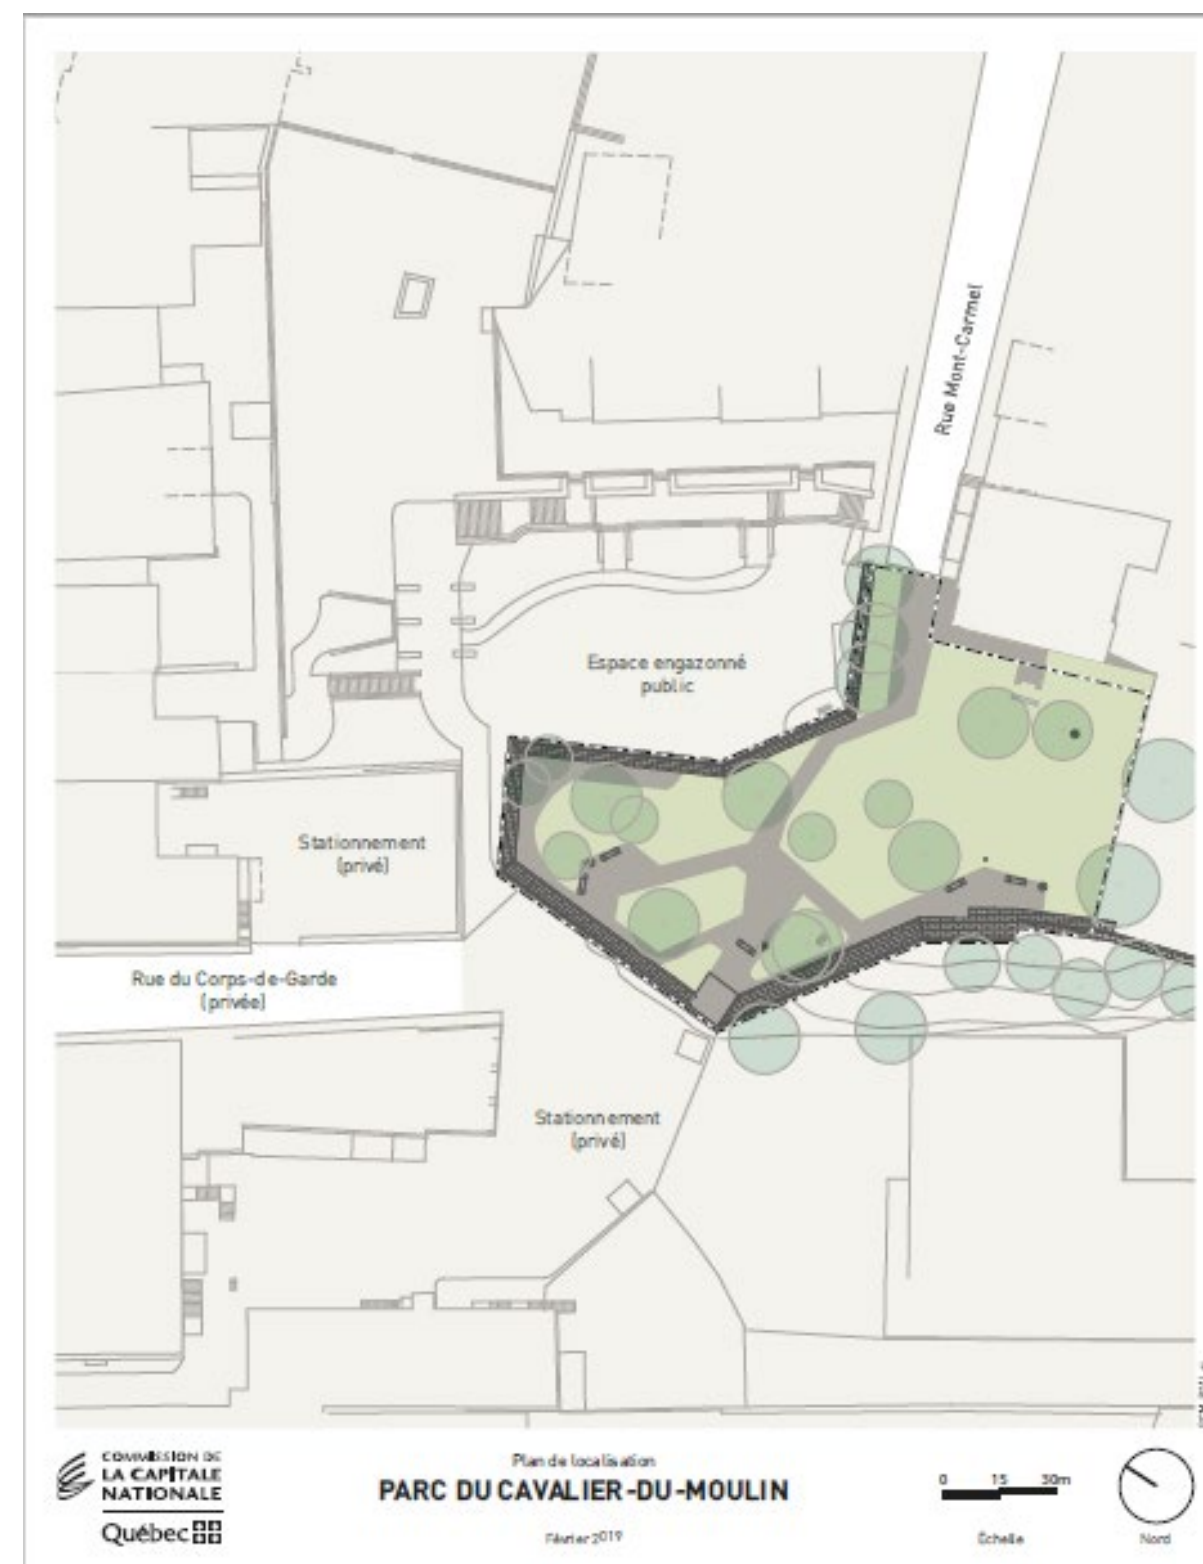 Rue Mont-Carmel
Espace engazonné
public
Stationnement
(privé)
Rue du Corps-de-Garde
(privée)
Stationnement
(privé)
COMMISSION DE
LA CAPITALE
NATIONALE
Québec
Plan de localisation
PARC DU CAVALIER-DU-MOULIN
Février 2019
0 15 30m
Échelle
Nord